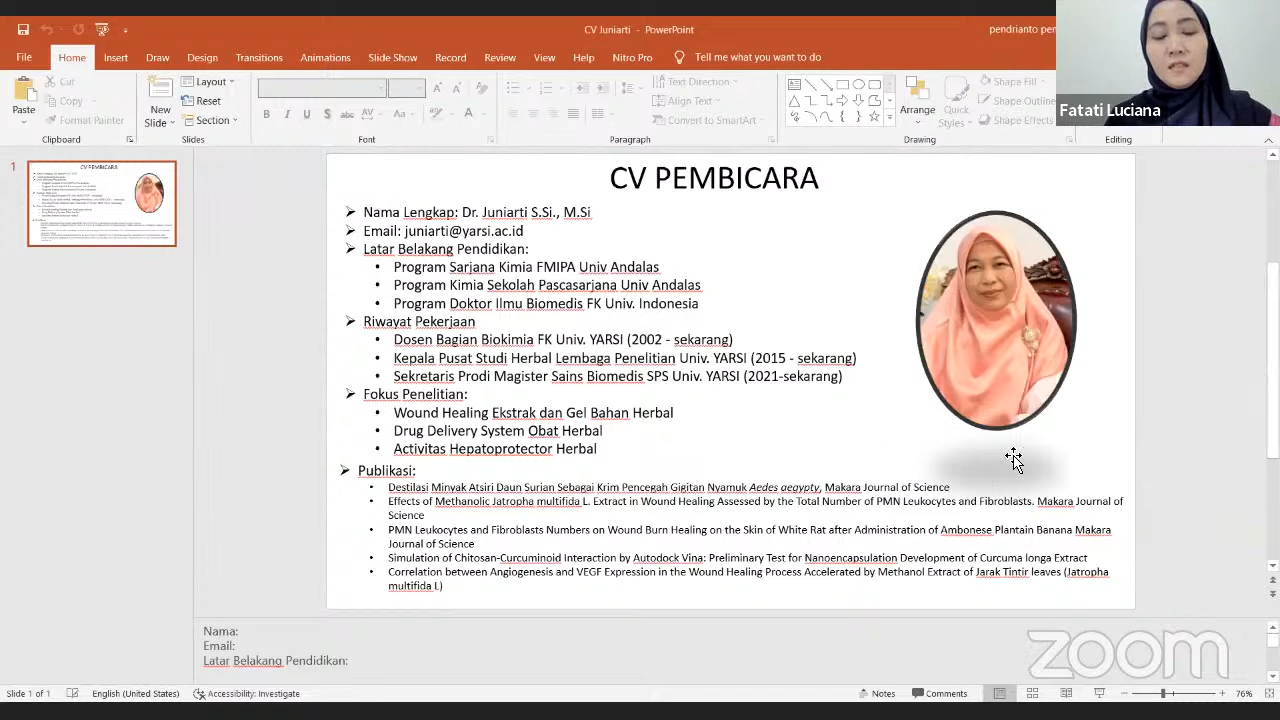 CV Juniarti - PowerPoint
pendrianto pen
Fatati Luciana
File Home Insert Draw Design Transitions Animations Slide Show Record Review View Help Nitro Pro Tell me what you want to do
Paste
Cut
Copy
Format Painter
Clipboard
New
Slide
Layout
Reset
Section
Font
Text Direction
Align Text
Convert to SmartArt
Paragraph
Arrange
Quick
Styles
Shape Fill
Shape Outline
Shape Effects
Drawing
Editing
1
CV PEMBICARA
Nama Lengkap: Dr. Juniarti S.Si., M.Si
Email: juniarti@yarsi.ac.id
Latar Belakang Pendidikan:
Program Sarjana Kimia FMIPA Univ Andalas
Program Kimia Sekolah Pascasarjana Univ Andalas
Program Doktor Ilmu Biomedis FK Univ. Indonesia
Riwayat Pekerjaan
Dosen Bagian Biokimia FK Univ. YARSI (2002 - sekarang)
Kepala Pusat Studi Herbal Lembaga Penelitian Univ. YARSI (2015 - sekarang)
Sekretaris Prodi Magister Sains Biomedis SPS Univ. YARSI (2021-sekarang)
Fokus Penelitian:
Wound Healing Ekstrak dan Gel Bahan Herbal
Drug Delivery System Obat Herbal
Activitas Hepatoprotector Herbal
Publikasi:
Destilasi Minyak Atsiri Daun Surian Sebagai Krim Pencegah Gigitan Nyamuk Aedes aegypty, Makara Journal of Science
Effects of Methanolic Jatropha multifida L. Extract in Wound Healing Assessed by the Total Number of PMN Leukocytes and Fibroblasts. Makara Journal of
Science
PMN Leukocytes and Fibroblasts Numbers on Wound Burn Healing on the Skin of White Rat after Administration of Ambonese Plantain Banana Makara
Journal of Science
Simulation of Chitosan-Curcuminoid Interaction by Autodock Vina: Preliminary Test for Nanoencapsulation Development of Curcuma longa Extract
Correlation between Angiogenesis and VEGF Expression in the Wound Healing Process Accelerated by Methanol Extract of Jarak Tintir leaves (Jatropha
multifida L)
Nama:
Email:
Latar Belakang Pendidikan:
zoom
Slide 1 of 1 English (United States) Accessibility: Investigate Notes Comments 76%